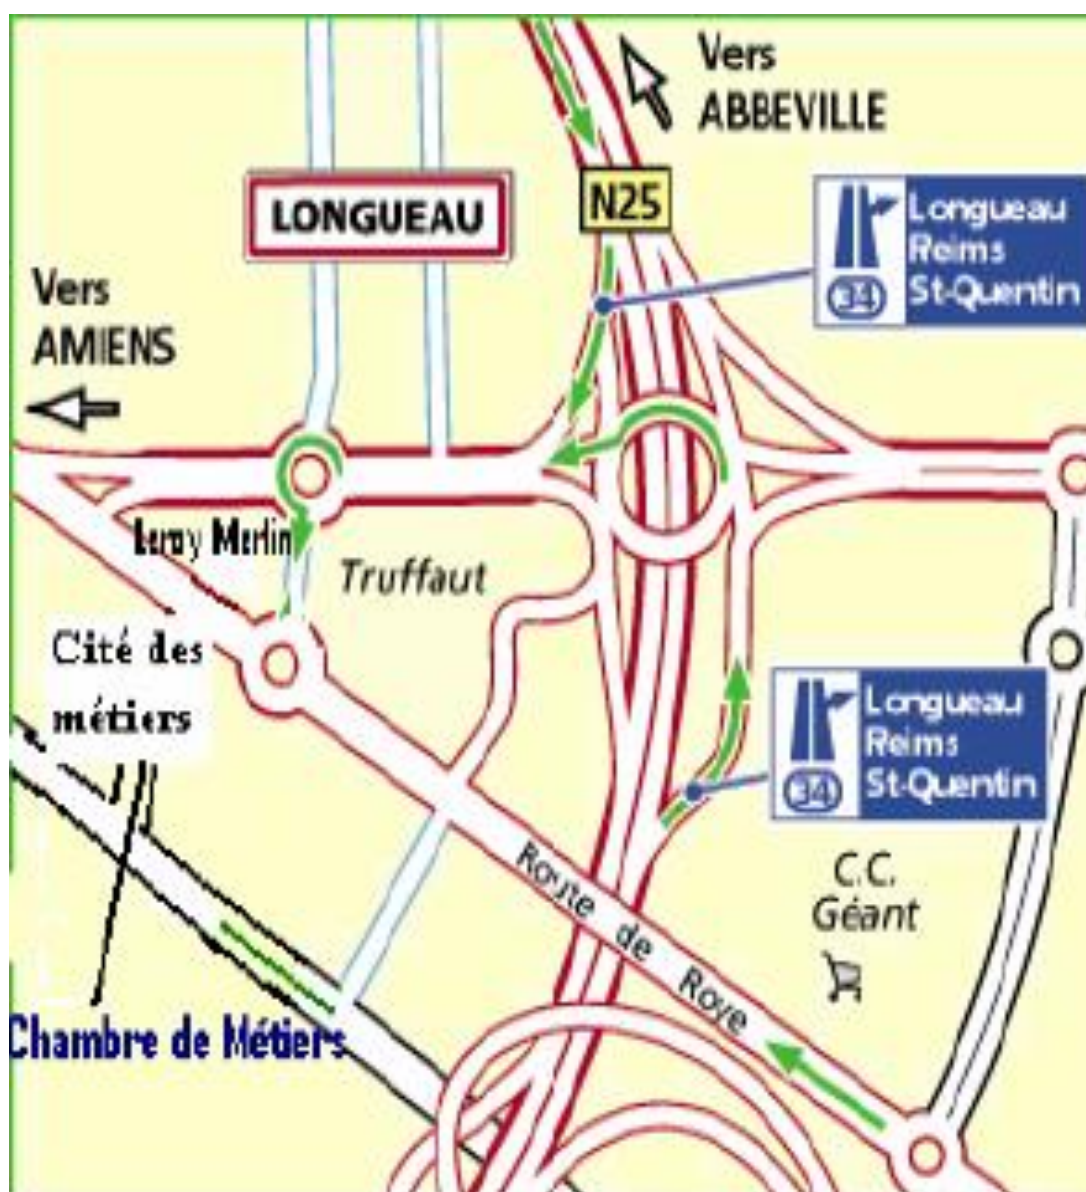 Vers
ABBEVILLE
LONGUEAU
N25
Longueau
Reims
St-Quentin
34
Vers
AMIENS
Leroy Merlin
Truffaut
Cité des
métiers
Longueau
Reims
St-Quentin
34
Route de Roye
C.C.
Géant
Chambre de Métiers